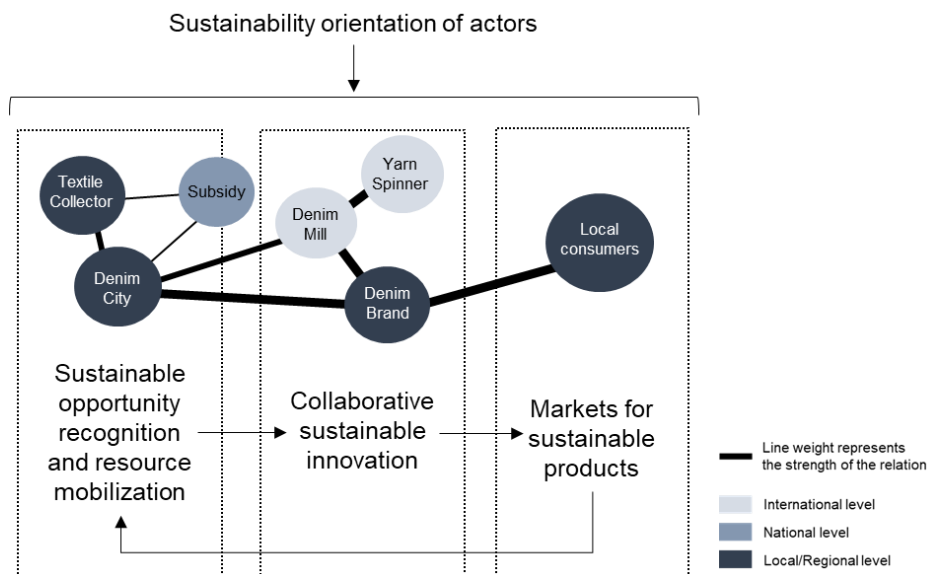 Sustainability orientation of actors
Textile
Collector
Subsidy
Denim
City
Yarn
Spinner
Denim
Mill
Denim
Brand
Local
consumers
Sustainable
opportunity
recognition
and resource
mobilization
Collaborative
sustainable
innovation
Markets for
sustainable
products
Line weight represents
the strength of the relation
International level
National level
Local/Regional level